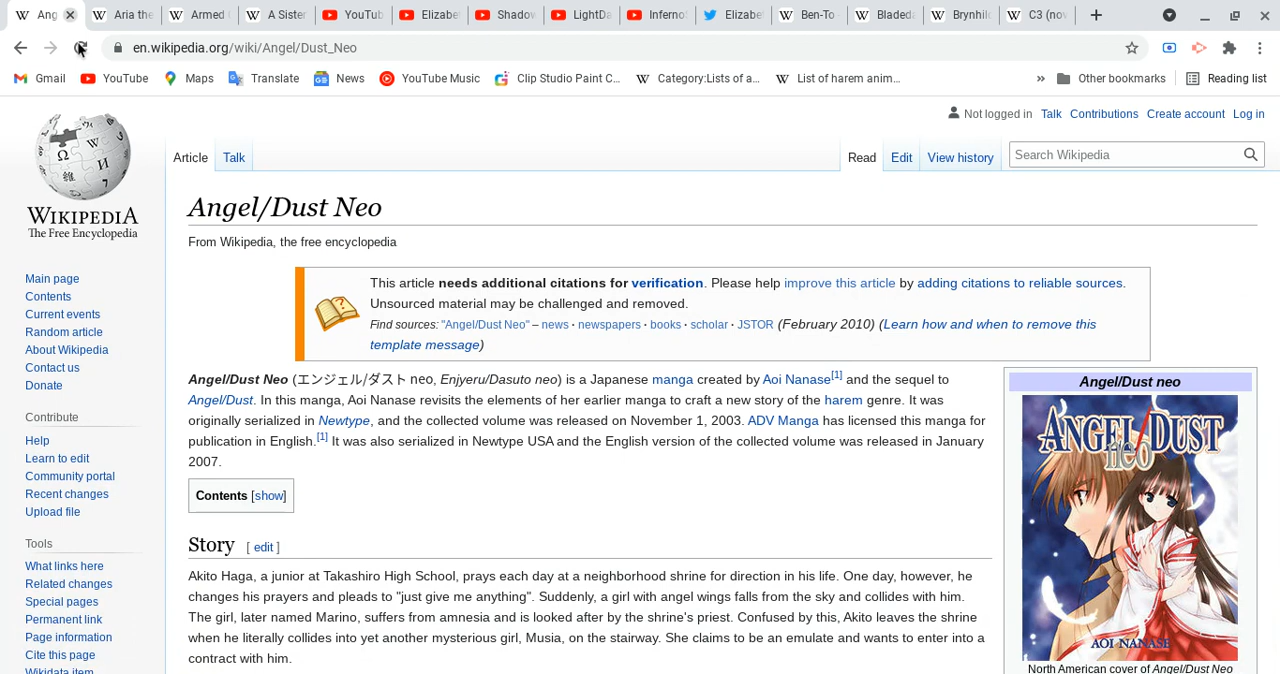 Ang
Aria the
Armed
A Sister
YouTub
Elizabet
Shadow
LightDa
Inferno
Elizabet
Ben-To
Bladeda
Brynhil
C3 (nov
en.wikipedia.org/wiki/Angel/Dust_Neo
Gmail
YouTube
Maps
Translate
News
YouTube Music
Clip Studio Paint C...
Category:Lists of a...
List of harem anim...
»
Other bookmarks
Reading list
Not logged in Talk Contributions Create account Log in
Article Talk
Read Edit View history
Search Wikipedia
WIKIPEDIA
The Free Encyclopedia
Main page
Contents
Current events
Random article
About Wikipedia
Contact us
Donate
Contribute
Help
Learn to edit
Community portal
Recent changes
Upload file
Tools
What links here
Related changes
Special pages
Permanent link
Page information
Cite this page
Wikidata item
Angel/Dust Neo
From Wikipedia, the free encyclopedia
This article needs additional citations for verification. Please help improve this article by adding citations to reliable sources.
Unsourced material may be challenged and removed.
Find sources: "Angel/Dust Neo" – news · newspapers · books · scholar · JSTOR (February 2010) (Learn how and when to remove this
template message)
Angel/Dust Neo (エンジェル/ダスト neo, Enjyeru/Dasuto neo) is a Japanese manga created by Aoi Nanase[1] and the sequel to
Angel/Dust. In this manga, Aoi Nanase revisits the elements of her earlier manga to craft a new story of the harem genre. It was
originally serialized in Newtype, and the collected volume was released on November 1, 2003. ADV Manga has licensed this manga for
publication in English.[1] It was also serialized in Newtype USA and the English version of the collected volume was released in January
2007.
Contents [show]
Story [ edit ]
Akito Haga, a junior at Takashiro High School, prays each day at a neighborhood shrine for direction in his life. One day, however, he
changes his prayers and pleads to "just give me anything". Suddenly, a girl with angel wings falls from the sky and collides with him.
The girl, later named Marino, suffers from amnesia and is looked after by the shrine's priest. Confused by this, Akito leaves the shrine
when he literally collides into yet another mysterious girl, Musia, on the stairway. She claims to be an emulate and wants to enter into a
contract with him.
Angel/Dust neo
ANGEL/DUST
neo
AOI NANASE
North American cover of Angel/Dust Neo